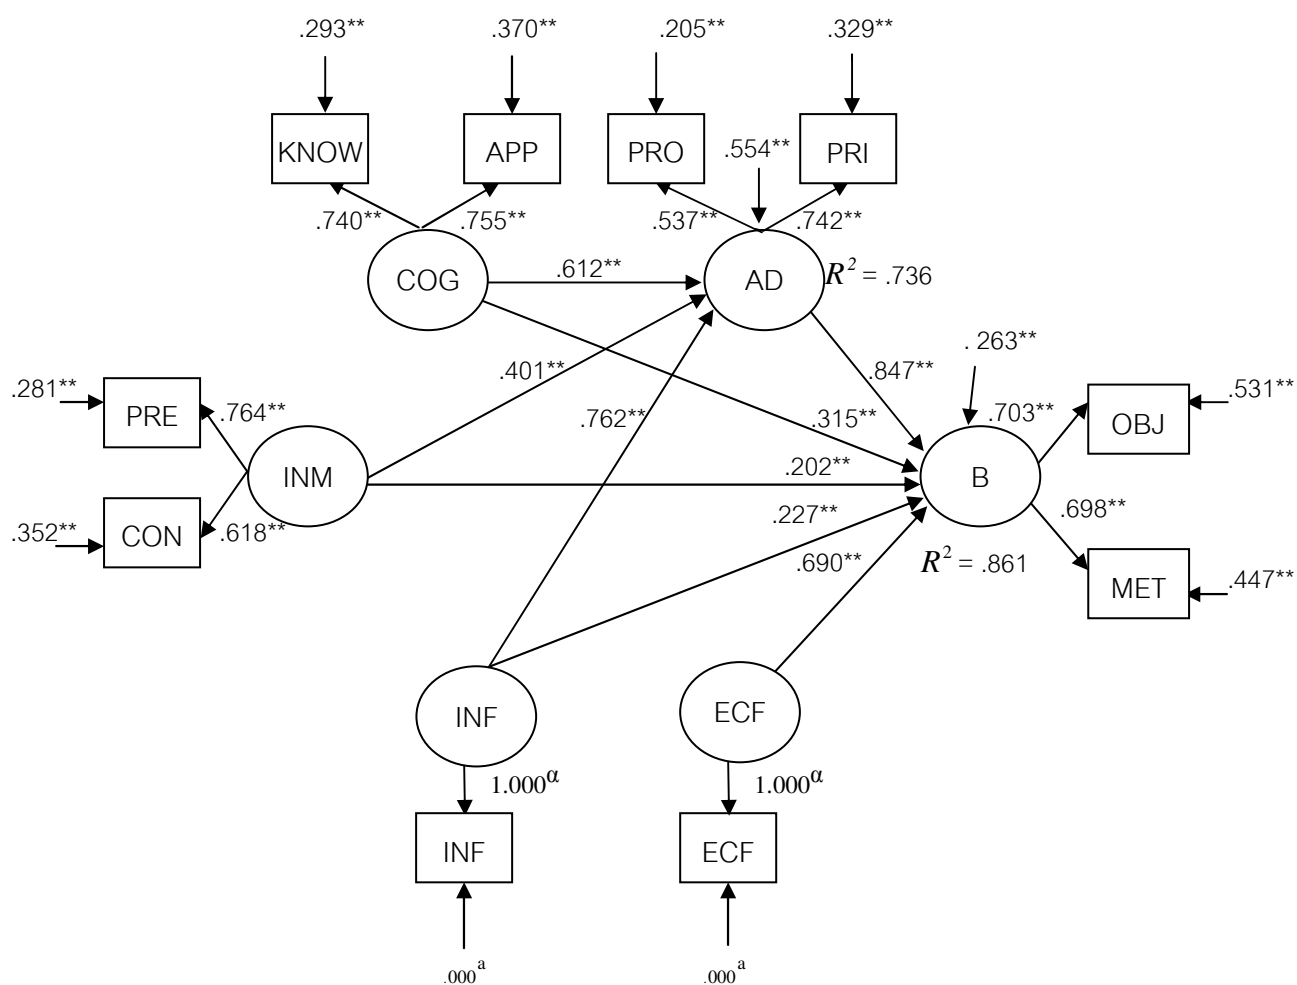 .293** .370** .205** .329**
KNOW APP PRO .554** PRI
.740** .755** .537** .742**
COG .612** AD R² = .736
. 263**
.281** PRE .764** .401** .847** .703** OBJ .531**
.762** .315**
INM .202** B
.352** CON .618** .227** .698**
.690** R² = .861 MET .447**
INF ECF
1.000α 1.000α
INF ECF
.000a .000a